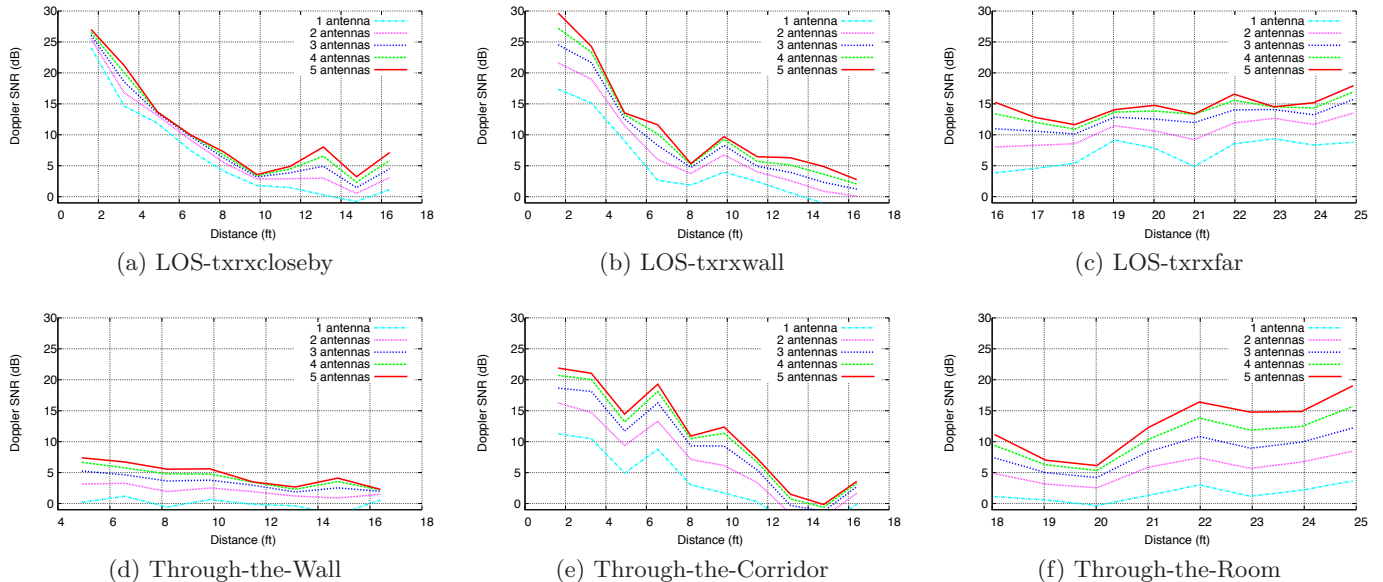 30
25
20
15
10
5
0
Doppler SNR (dB)
1 antenna
2 antennas
3 antennas
4 antennas
5 antennas
0 2 4 6 8 10 12 14 16 18
Distance (ft)
(a) LOS-txrxcloseby
30
25
20
15
10
5
0
Doppler SNR (dB)
1 antenna
2 antennas
3 antennas
4 antennas
5 antennas
0 2 4 6 8 10 12 14 16 18
Distance (ft)
(b) LOS-txrxwall
30
25
20
15
10
5
0
Doppler SNR (dB)
1 antenna
2 antennas
3 antennas
4 antennas
5 antennas
16 17 18 19 20 21 22 23 24 25
Distance (ft)
(c) LOS-txrxfar
30
25
20
15
10
5
0
Doppler SNR (dB)
1 antenna
2 antennas
3 antennas
4 antennas
5 antennas
4 6 8 10 12 14 16 18
Distance (ft)
(d) Through-the-Wall
30
25
20
15
10
5
0
Doppler SNR (dB)
1 antenna
2 antennas
3 antennas
4 antennas
5 antennas
0 2 4 6 8 10 12 14 16 18
Distance (ft)
(e) Through-the-Corridor
30
25
20
15
10
5
0
Doppler SNR (dB)
1 antenna
2 antennas
3 antennas
4 antennas
5 antennas
18 19 20 21 22 23 24 25
Distance (ft)
(f) Through-the-Room